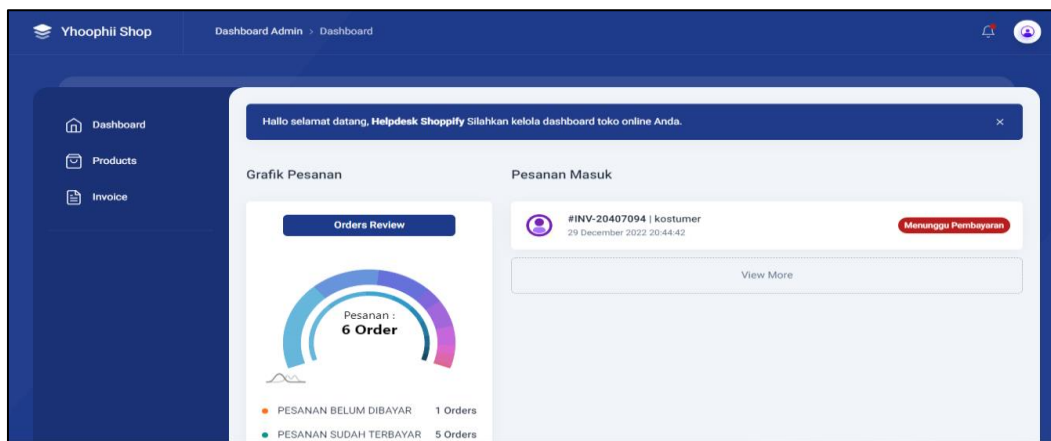 Yhoophii Shop
Dashboard Admin > Dashboard
Dashboard
Products
Invoice
Hallo selamat datang, Helpdesk Shoppify Silahkan kelola dashboard toko online Anda.
Grafik Pesanan
Orders Review
Pesanan :
6 Order
PESANAN BELUM DIBAYAR 1 Orders
PESANAN SUDAH TERBAYAR 5 Orders
Pesanan Masuk
#INV-20407094 | kostumer
29 December 2022 20:44:42
Menunggu Pembayaran
View More